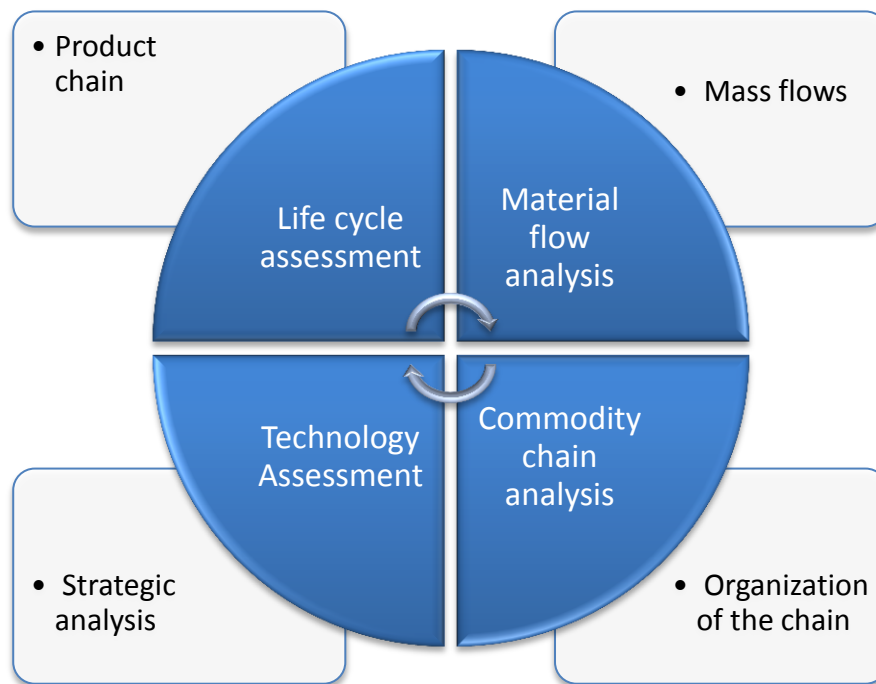 • Product
chain
• Mass flows
Life cycle
assessment
Material
flow
analysis
Technology
Assessment
Commodity
chain
analysis
• Strategic
analysis
• Organization
of the chain